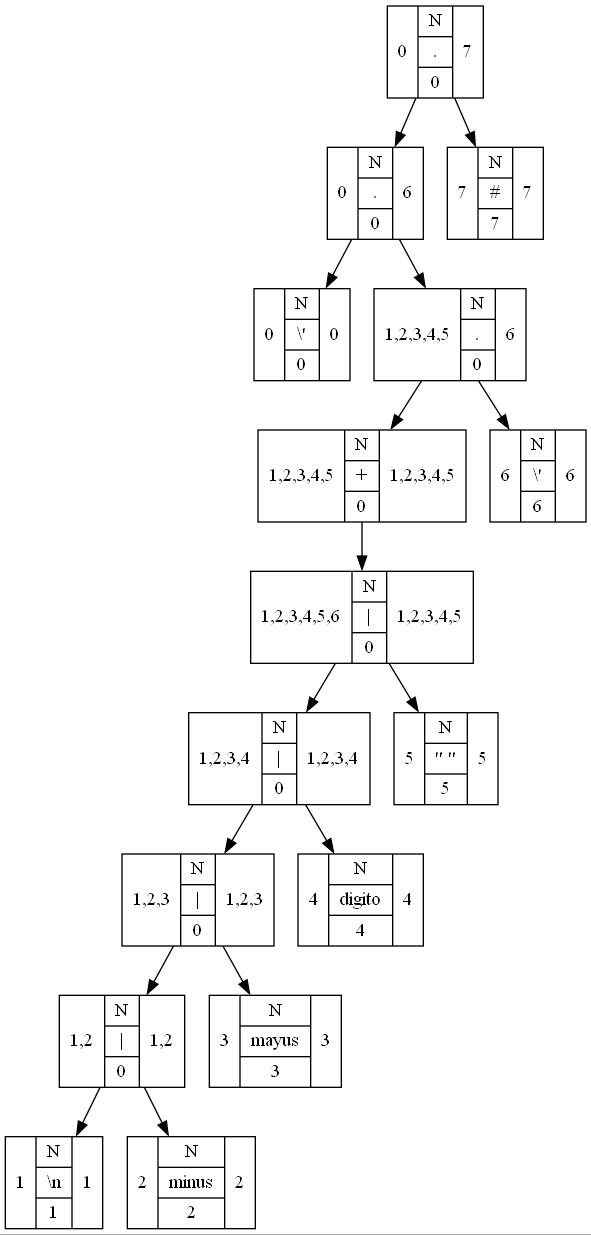 N
0 . 7
0
N
0 . 6
0
N
7 # 7
7
N
0 \' 0
0
N
1,2,3,4,5 . 6
0
N
1,2,3,4,5 + 1,2,3,4,5
0
N
6 \' 6
6
N
1,2,3,4,5,6 | 1,2,3,4,5
0
N
1,2,3,4 | 1,2,3,4
0
N
5 " " 5
5
N
1,2,3 | 1,2,3
0
N
4 digito 4
4
N
1,2 | 1,2
0
N
3 mayus 3
3
N
1 \n 1
1
N
2 minus 2
2